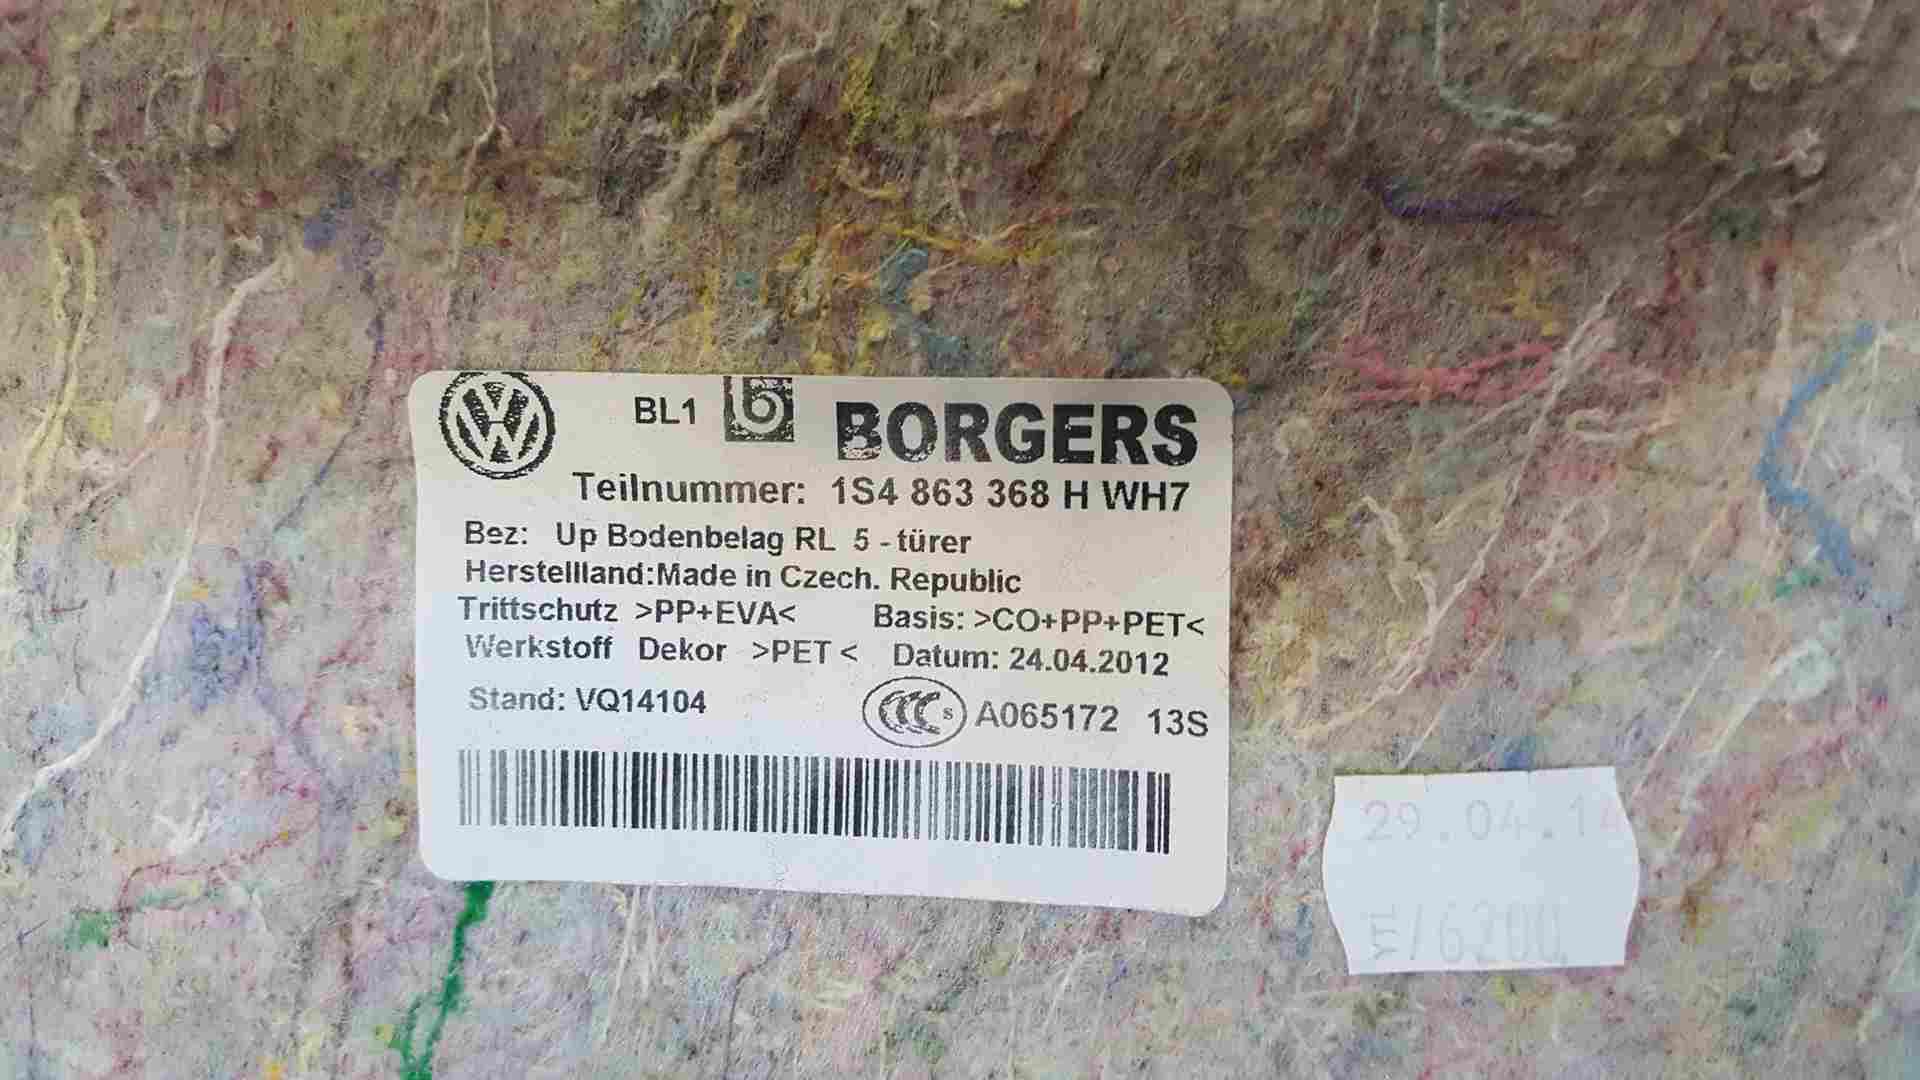 BL1 BORGERS
Teilnummer: 1S4 863 368 H WH7
Bez: Up Bodenbelag RL 5 - türer
Herstellland:Made in Czech. Republic
Trittschutz >PP+EVA< Basis: >CO+PP+PET<
Werkstoff Dekor >PET < Datum: 24.04.2012
Stand: VQ14104 CCC S A065172 13S
29.04.14